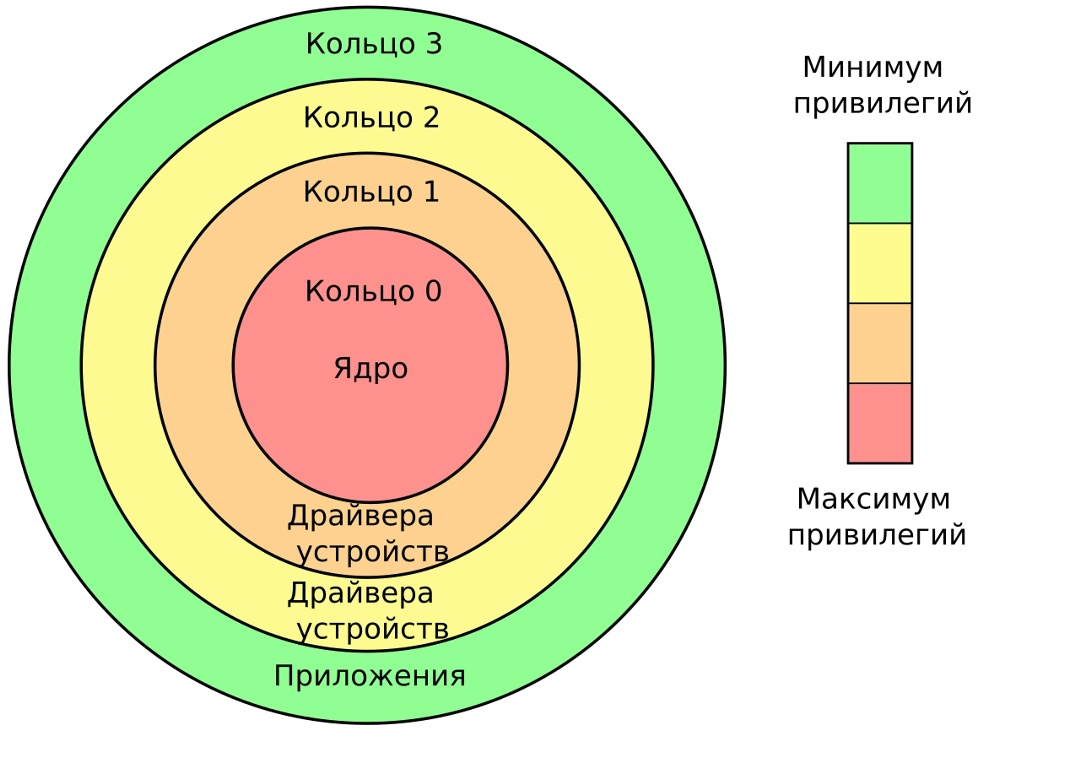 Кольцо 3
Кольцо 2
Кольцо 1
Кольцо 0
Ядро
Драйвера
устройств
Драйвера
устройств
Приложения
Минимум
привилегий
Максимум
привилегий